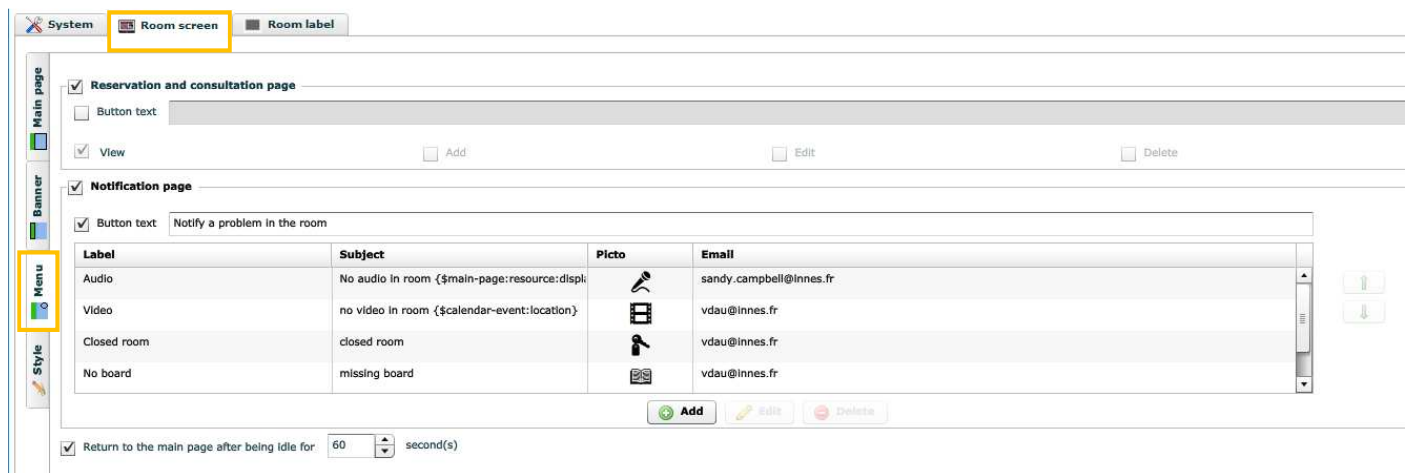 System Room screen Room label
Main page
Banner
Menu
Style
Reservation and consultation page
Button text
View Add Edit Delete
Notification page
Button text Notify a problem in the room
Label Subject Picto Email
Audio No audio in room {$main-page:resource:displa sandy.campbell@innes.fr
Video no video in room {$calendar-event:location} vdau@innes.fr
Closed room closed room vdau@innes.fr
No board missing board vdau@innes.fr
Add Edit Delete
Return to the main page after being idle for 60 second(s)